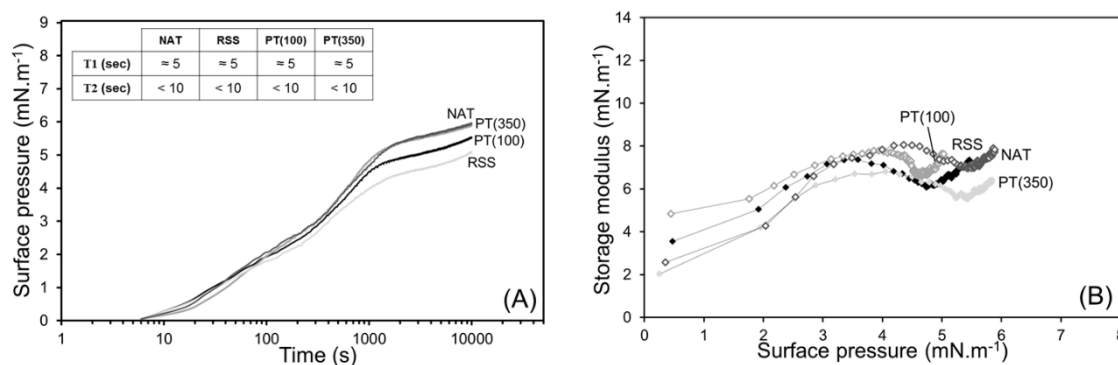 9
8
7
6
5
4
3
2
1
0
Surface pressure (mN.m-1)
NAT RSS PT(100) PT(350)
T1 (sec) ≈ 5 ≈ 5 ≈ 5 ≈ 5
T2 (sec) < 10 < 10 < 10 < 10
NAT
PT(350)
PT(100)
RSS
(A)
1 10 100 1000 10000
Time (s)
14
12
10
8
6
4
2
0
Storage modulus (mN.m-1)
PT(100)
RSS
NAT
PT(350)
(B)
0 1 2 3 4 5 6 7 8
Surface pressure (mN.m-1)